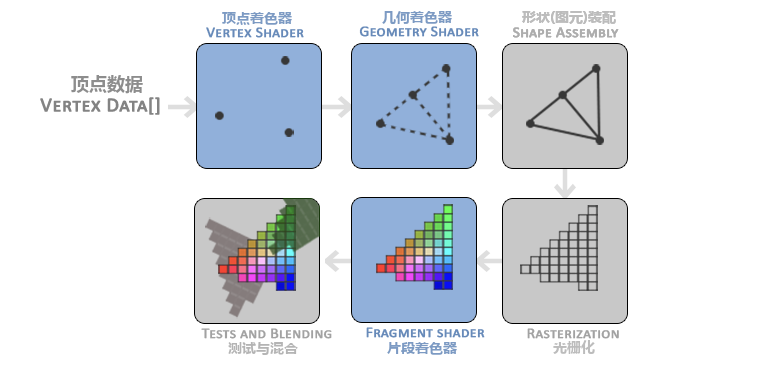 顶点数据
VERTEX DATA[]
顶点着色器
VERTEX SHADER
几何着色器
GEOMETRY SHADER
形状(图元)装配
SHAPE ASSEMBLY
TESTS AND BLENDING
测试与混合
FRAGMENT SHADER
片段着色器
RASTERIZATION
光栅化